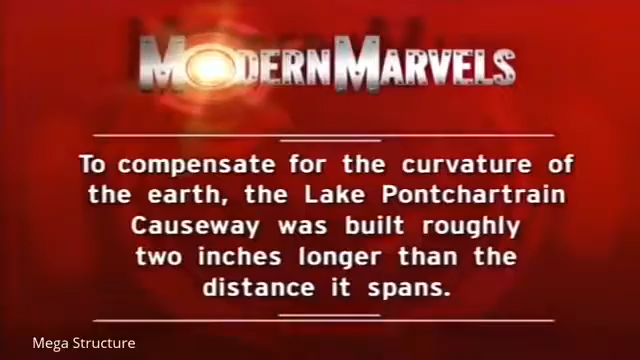 MODERN MARVELS
To compensate for the curvature of
the earth, the Lake Pontchartrain
Causeway was built roughly
two inches longer than the
distance it spans.
Mega Structure